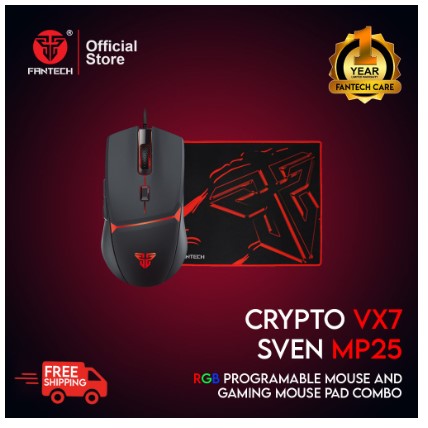 FANTECH
Official
Store
1
YEAR
FANTECH CARE
FANTECH
CRYPTO VX7
SVEN MP25
RGB PROGRAMABLE MOUSE AND
GAMING MOUSE PAD COMBO
FREE
SHIPPING